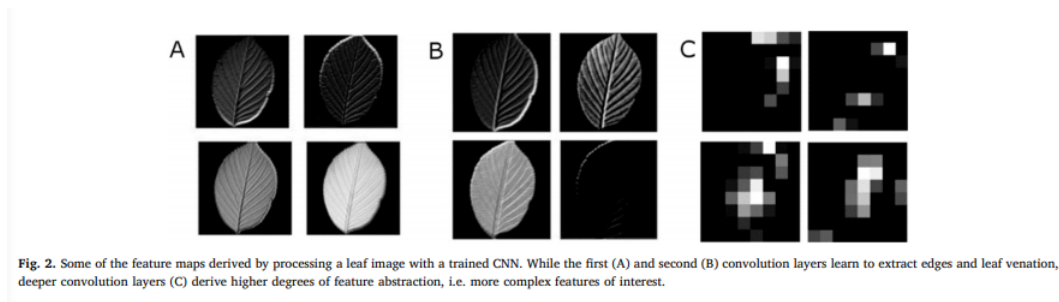 A
B
C
Fig. 2. Some of the feature maps derived by processing a leaf image with a trained CNN. While the first (A) and second (B) convolution layers learn to extract edges and leaf venation,
deeper convolution layers (C) derive higher degrees of feature abstraction, i.e. more complex features of interest.